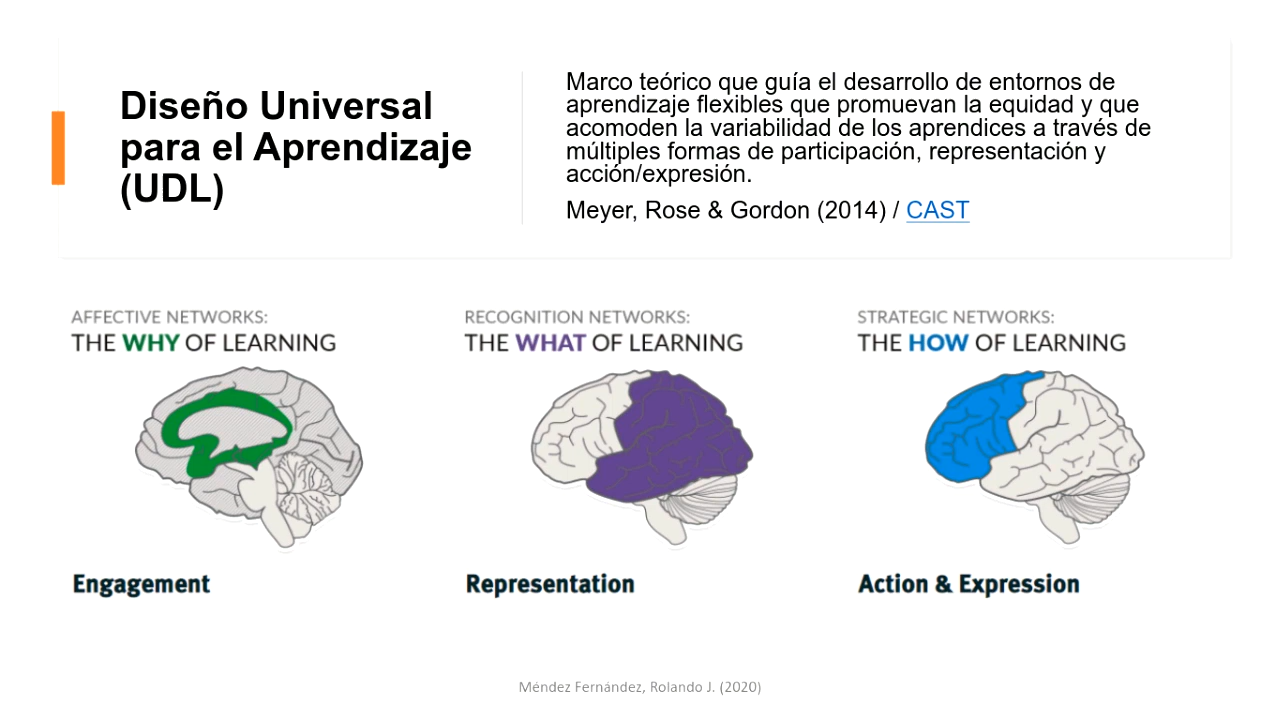 Diseño Universal
para el Aprendizaje
(UDL)
Marco teórico que guía el desarrollo de entornos de
aprendizaje flexibles que promuevan la equidad y que
acomoden la variabilidad de los aprendices a través de
múltiples formas de participación, representación y
acción/expresión.
Meyer, Rose & Gordon (2014) / CAST
AFFECTIVE NETWORKS:
THE WHY OF LEARNING
Engagement
RECOGNITION NETWORKS:
THE WHAT OF LEARNING
Representation
STRATEGIC NETWORKS:
THE HOW OF LEARNING
Action & Expression
Méndez Fernández, Rolando J. (2020)